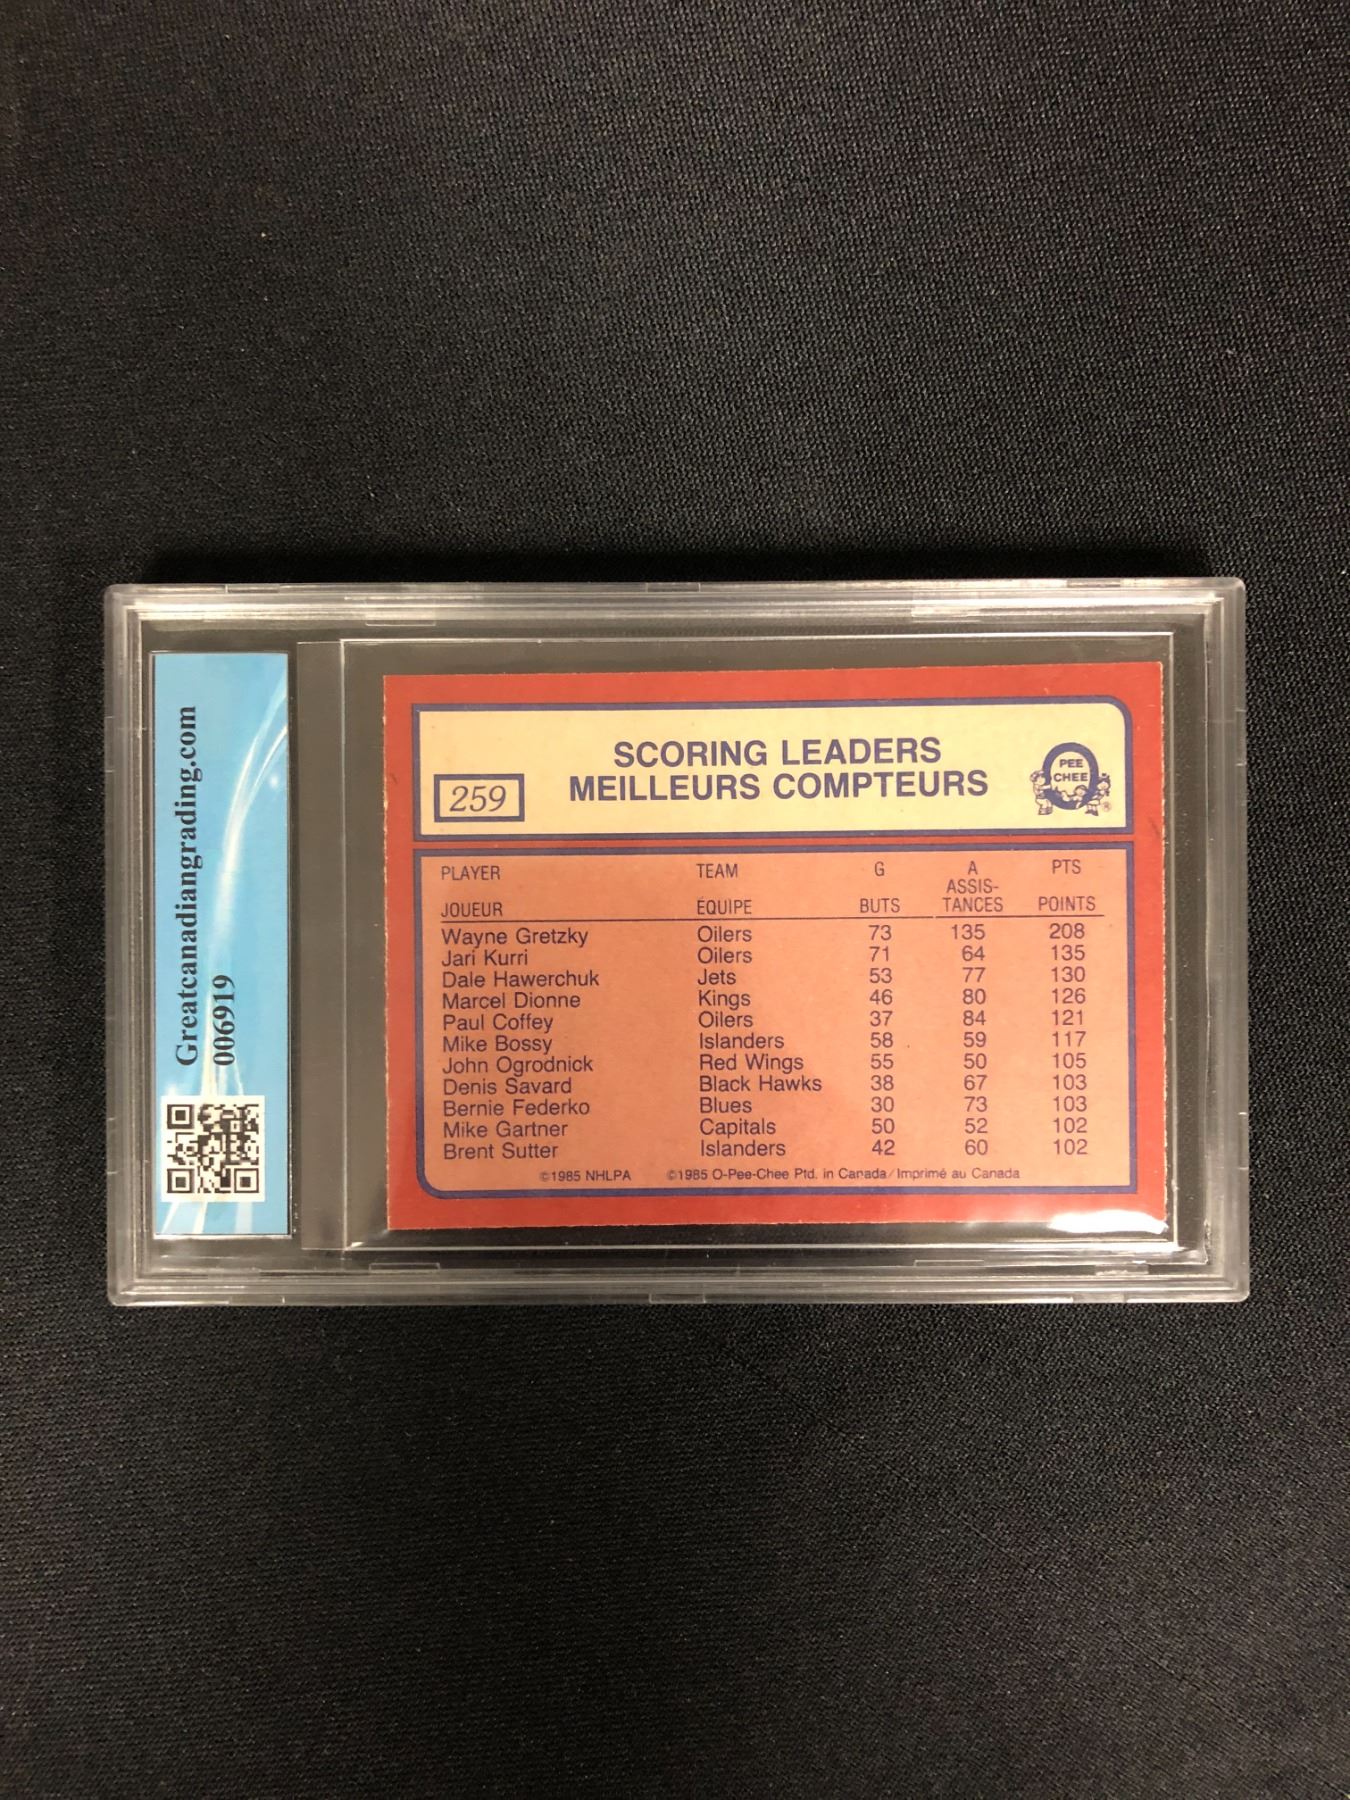 Greatcanadiangrading.com
006919
SCORING LEADERS
MEILLEURS COMPTEURS
259
PEE
CHEE
®
PLAYER TEAM G A PTS
ASSIS-
JOUEUR ÉQUIPE BUTS TANCES POINTS
Wayne Gretzky Oilers 73 135 208
Jari Kurri Oilers 71 64 135
Dale Hawerchuk Jets 53 77 130
Marcel Dionne Kings 46 80 126
Paul Coffey Oilers 37 84 121
Mike Bossy Islanders 58 59 117
John Ogrodnick Red Wings 55 50 105
Denis Savard Black Hawks 38 67 103
Bernie Federko Blues 30 73 103
Mike Gartner Capitals 50 52 102
Brent Sutter Islanders 42 60 102
©1985 NHLPA ©1985 O-Pee-Chee Ptd. in Canada/Imprimé au Canada